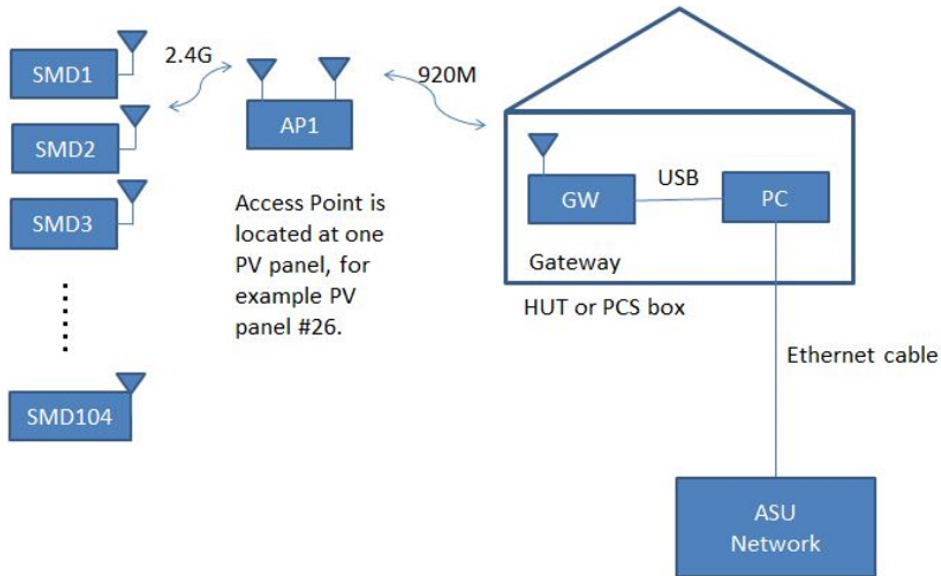 SMD1
SMD2
SMD3
SMD104
2.4G
AP1
Access Point is
located at one
PV panel, for
example PV
panel #26.
920M
GW
USB
PC
Gateway
HUT or PCS box
Ethernet cable
ASU
Network